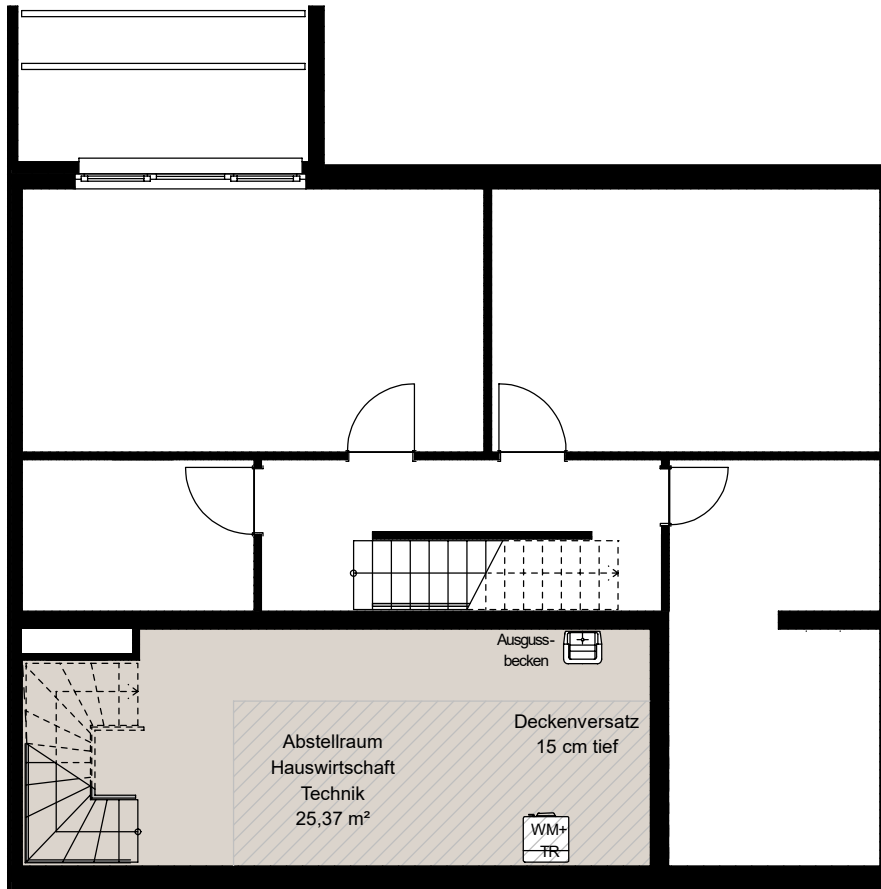 Ausguss-
becken
Deckenversatz
15 cm tief
Abstellraum
Hauswirtschaft
Technik
25,37 m²
WM+
TR